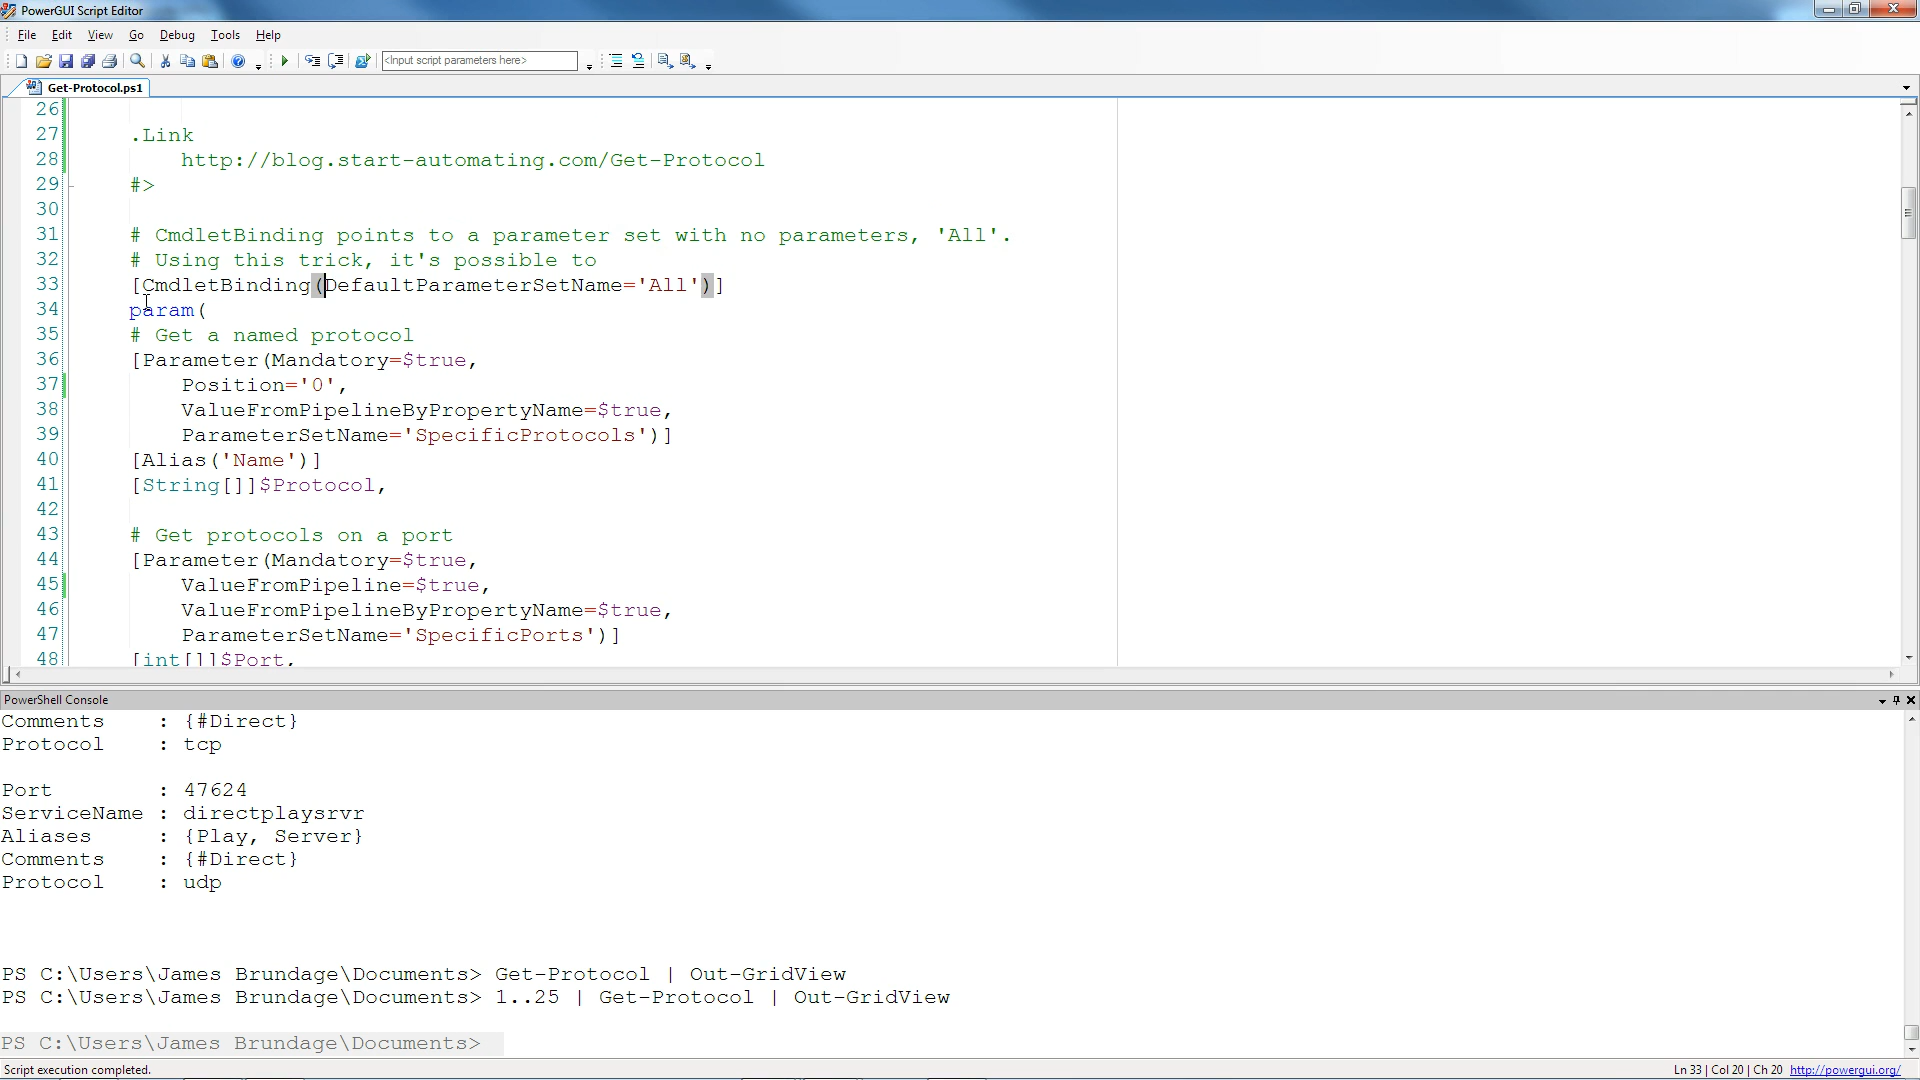 PowerGUI Script Editor
File Edit View Go Debug Tools Help
<Input script parameters here>
Get-Protocol.ps1
26
27 .Link
28 http://blog.start-automating.com/Get-Protocol
29 #>
30
31 # CmdletBinding points to a parameter set with no parameters, 'All'.
32 # Using this trick, it's possible to
33 [CmdletBinding(DefaultParameterSetName='All')]
34 param(
35 # Get a named protocol
36 [Parameter(Mandatory=$true,
37 Position='0',
38 ValueFromPipelineByPropertyName=$true,
39 ParameterSetName='SpecificProtocols')]
40 [Alias('Name')]
41 [String[]]$Protocol,
42
43 # Get protocols on a port
44 [Parameter(Mandatory=$true,
45 ValueFromPipeline=$true,
46 ValueFromPipelineByPropertyName=$true,
47 ParameterSetName='SpecificPorts')]
48 [int[]]$Port,
PowerShell Console
Comments : {#Direct}
Protocol : tcp
Port : 47624
ServiceName : directplaysrvr
Aliases : {Play, Server}
Comments : {#Direct}
Protocol : udp
PS C:\Users\James Brundage\Documents> Get-Protocol | Out-GridView
PS C:\Users\James Brundage\Documents> 1..25 | Get-Protocol | Out-GridView
PS C:\Users\James Brundage\Documents>
Script execution completed.
Ln 33 | Col 20 | Ch 20 http://powergui.org/